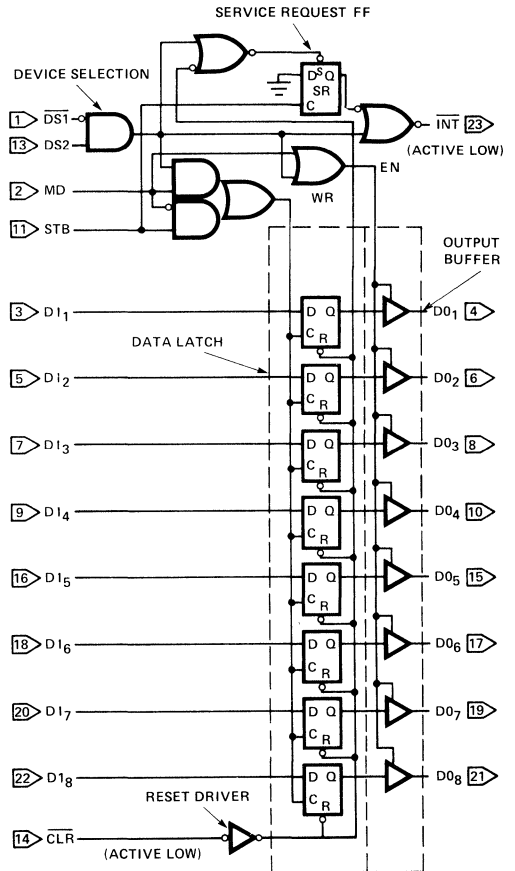 SERVICE REQUEST FF
DEVICE SELECTION
D S Q
SR
C
1 DS1
13 DS2
INT 23
(ACTIVE LOW)
EN
2 MD
WR
11 STB
OUTPUT
BUFFER
3 DI1 D Q DO1 4
C R
DATA LATCH
5 DI2 D Q DO2 6
C R
7 DI3 D Q DO3 8
C R
9 DI4 D Q DO4 10
C R
16 DI5 D Q DO5 15
C R
18 DI6 D Q DO6 17
C R
20 DI7 D Q DO7 19
C R
22 DI8 D Q DO8 21
C R
RESET DRIVER
14 CLR
(ACTIVE LOW)